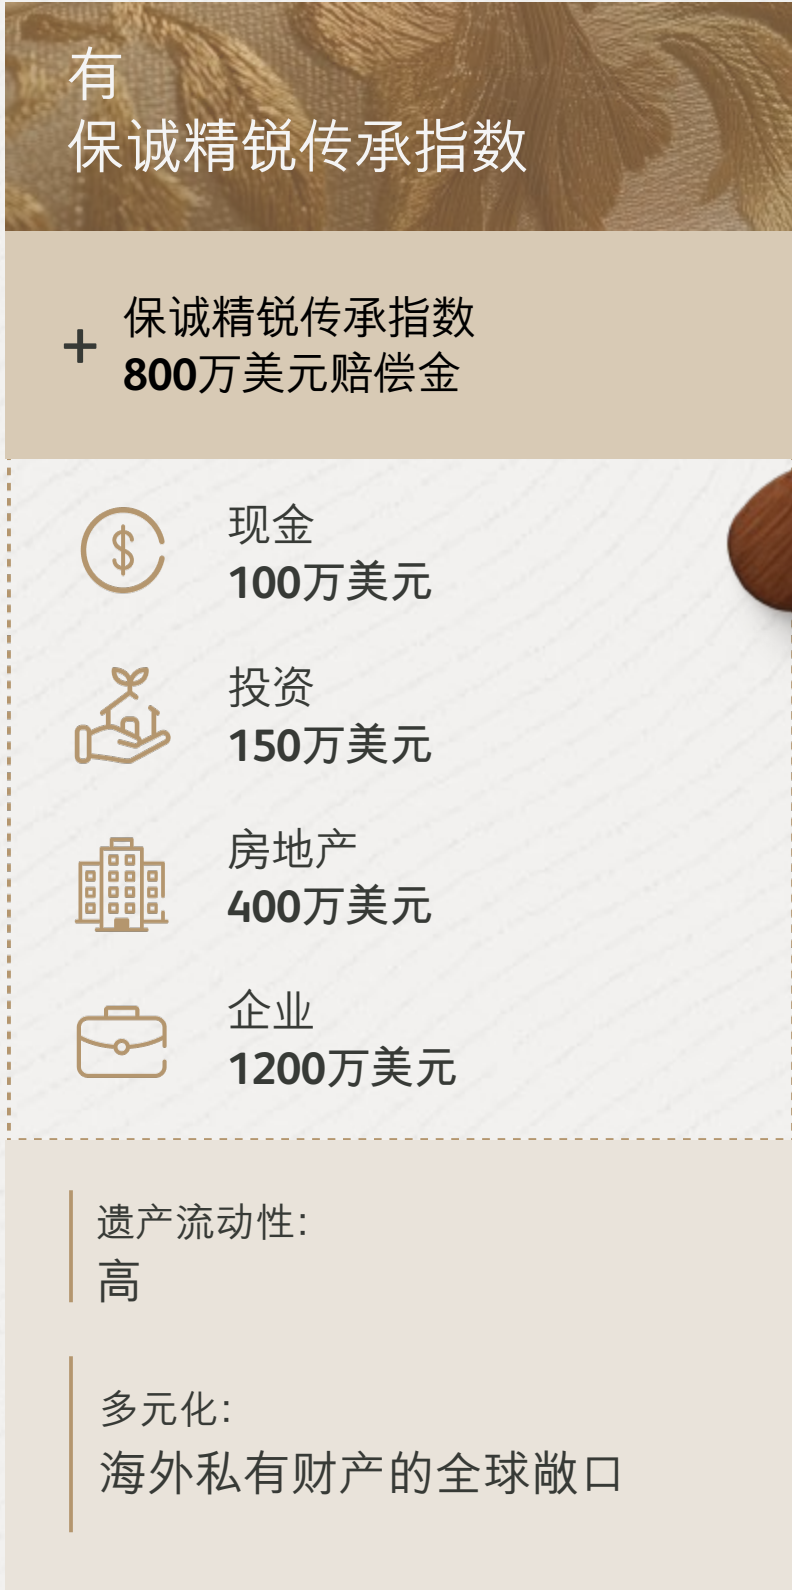 有
保诚精锐传承指数
+ 保诚精锐传承指数
800万美元赔偿金
现金
100万美元
投资
150万美元
房地产
400万美元
企业
1200万美元
遗产流动性:
高
多元化:
海外私有财产的全球敞口